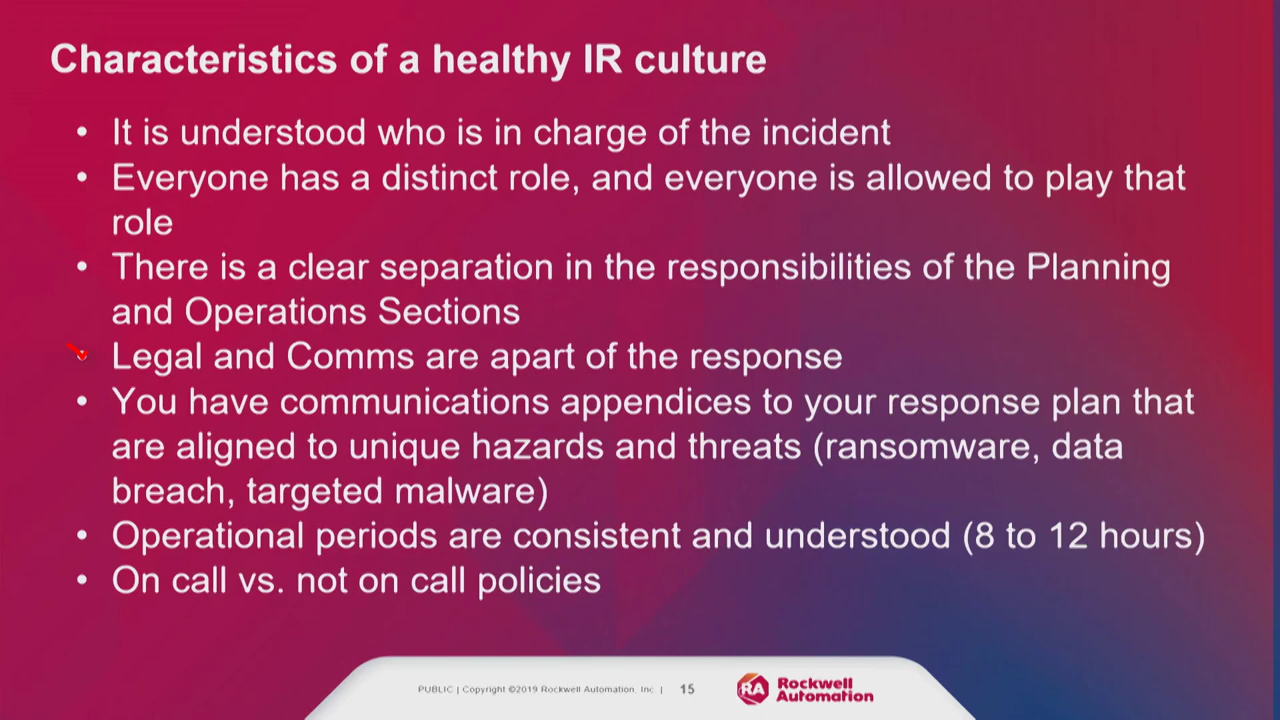 Characteristics of a healthy IR culture
• It is understood who is in charge of the incident
• Everyone has a distinct role, and everyone is allowed to play that
role
• There is a clear separation in the responsibilities of the Planning
and Operations Sections
Legal and Comms are apart of the response
• You have communications appendices to your response plan that
are aligned to unique hazards and threats (ransomware, data
breach, targeted malware)
• Operational periods are consistent and understood (8 to 12 hours)
• On call vs. not on call policies
PUBLIC | Copyright ©2019 Rockwell Automation, Inc. | 15
RA Rockwell
Automation